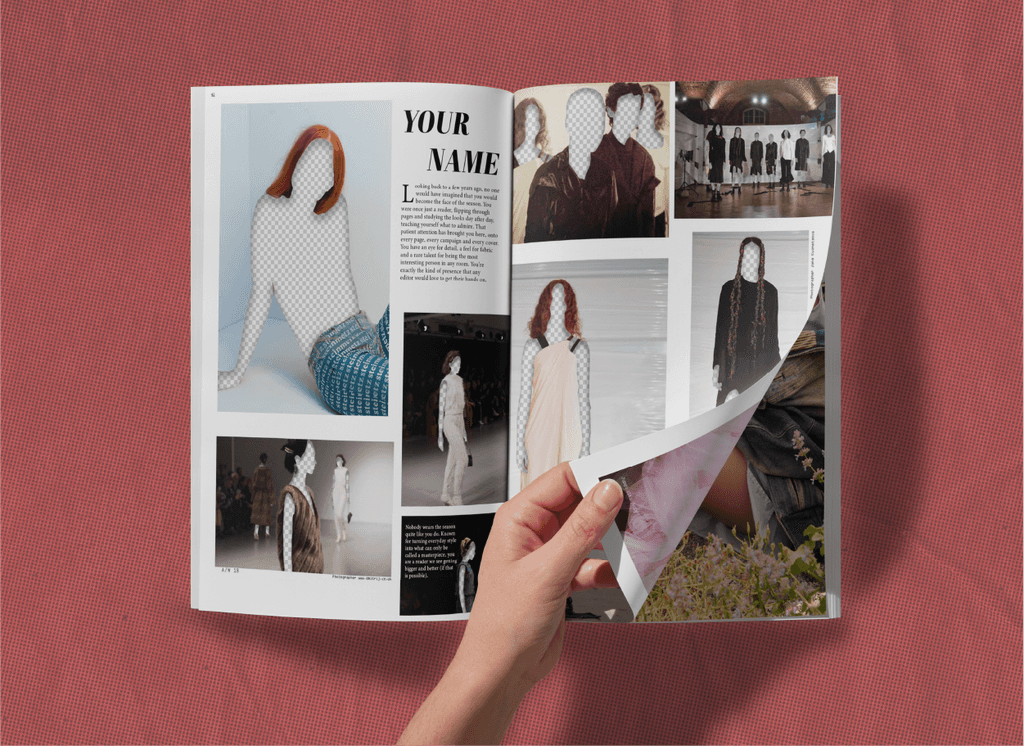 YOUR
NAME
Looking back to a few years ago, no one
would have imagined that you would
become the face of the season. You
were once just a reader, flipping through
pages and studying the looks day after day,
teaching yourself what to admire. That
patient attention has brought you here, onto
every page, every campaign and every cover.
You have an eye for detail, a feel for fabric
and a rare talent for being the most
interesting person in any room. You're
exactly the kind of presence that any
editor would love to get their hands on.
steinmetz
A/W 18
Nobody wears the season
quite like you do. Known
for turning everyday style
into what can only be
called a masterpiece, you
are a reader we see getting
bigger and better (if that
is possible).